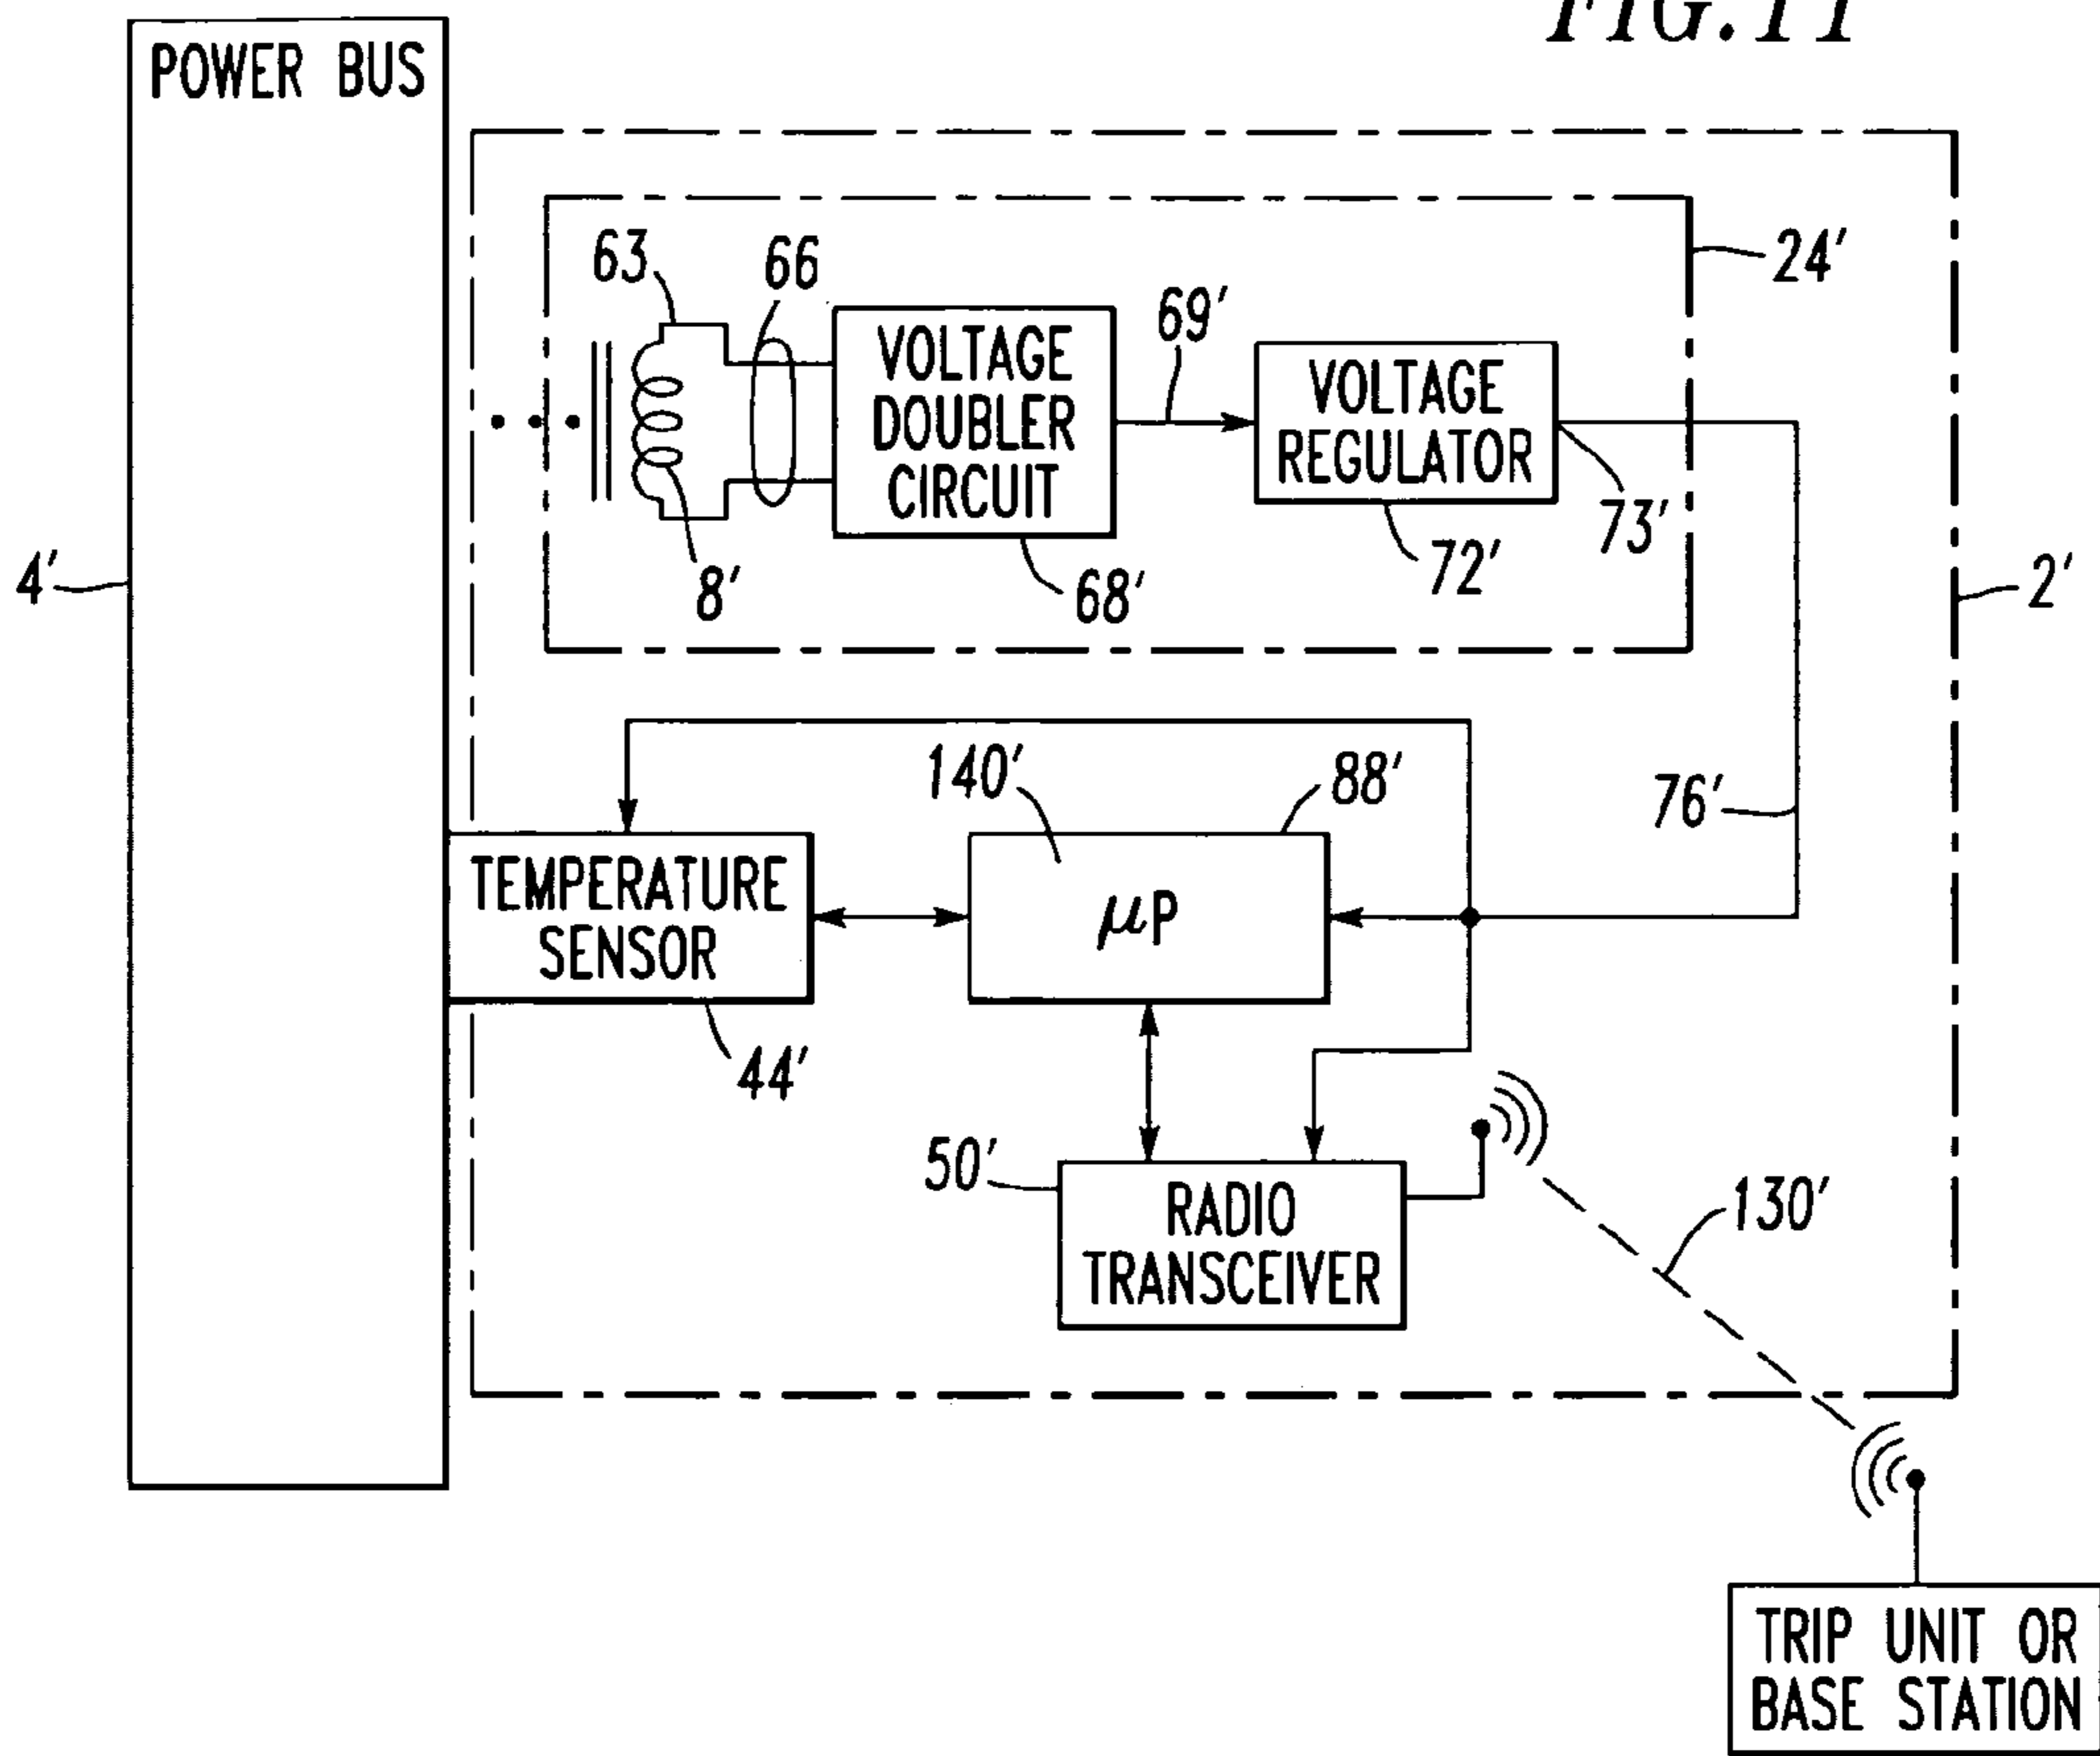 FIG. 11
POWER BUS
24'
63
66
69'
VOLTAGE
DOUBLER
CIRCUIT
VOLTAGE
REGULATOR
73'
72'
4'
8'
68'
2'
140'
88'
76'
TEMPERATURE
SENSOR
μP
44'
50'
RADIO
TRANSCEIVER
130'
TRIP UNIT OR
BASE STATION